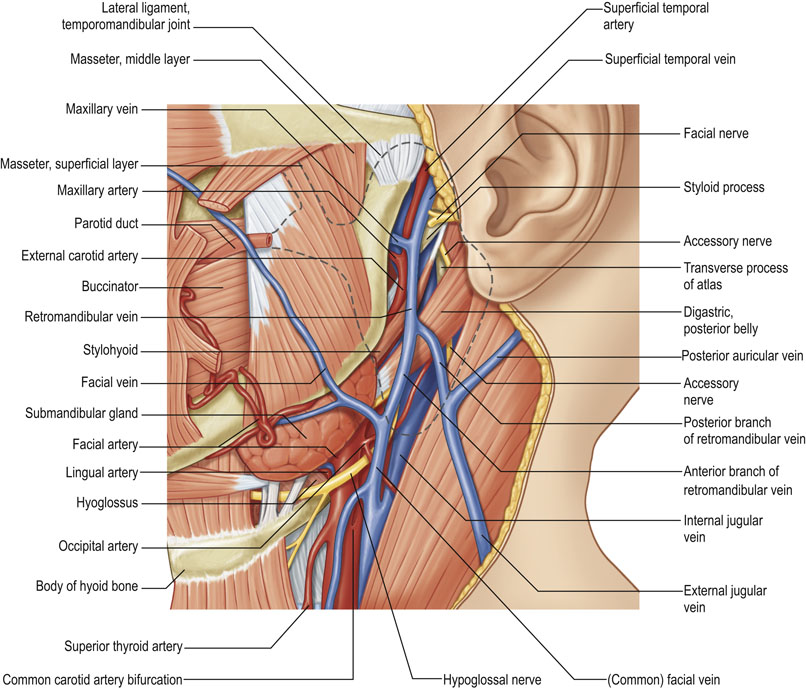 Lateral ligament,
temporomandibular joint
Masseter, middle layer
Maxillary vein
Masseter, superficial layer
Maxillary artery
Parotid duct
External carotid artery
Buccinator
Retromandibular vein
Stylohyoid
Facial vein
Submandibular gland
Facial artery
Lingual artery
Hyoglossus
Occipital artery
Body of hyoid bone
Superior thyroid artery
Common carotid artery bifurcation
Superficial temporal
artery
Superficial temporal vein
Facial nerve
Styloid process
Accessory nerve
Transverse process
of atlas
Digastric,
posterior belly
Posterior auricular vein
Accessory
nerve
Posterior branch
of retromandibular vein
Anterior branch of
retromandibular vein
Internal jugular
vein
External jugular
vein
Hypoglossal nerve
(Common) facial vein